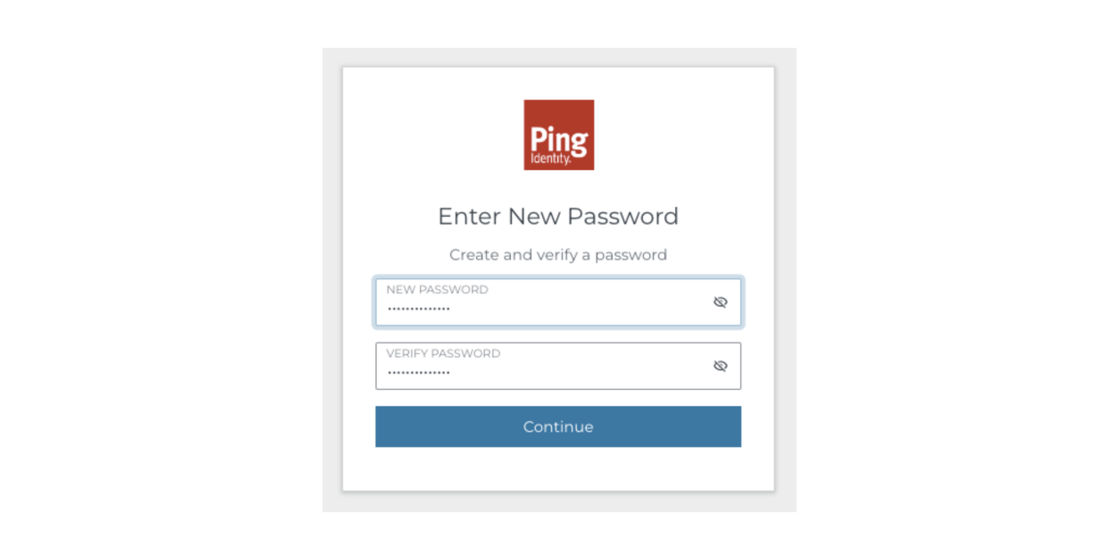 Ping
Identity.
Enter New Password
Create and verify a password
NEW PASSWORD
••••••••••••••
VERIFY PASSWORD
••••••••••••••
Continue